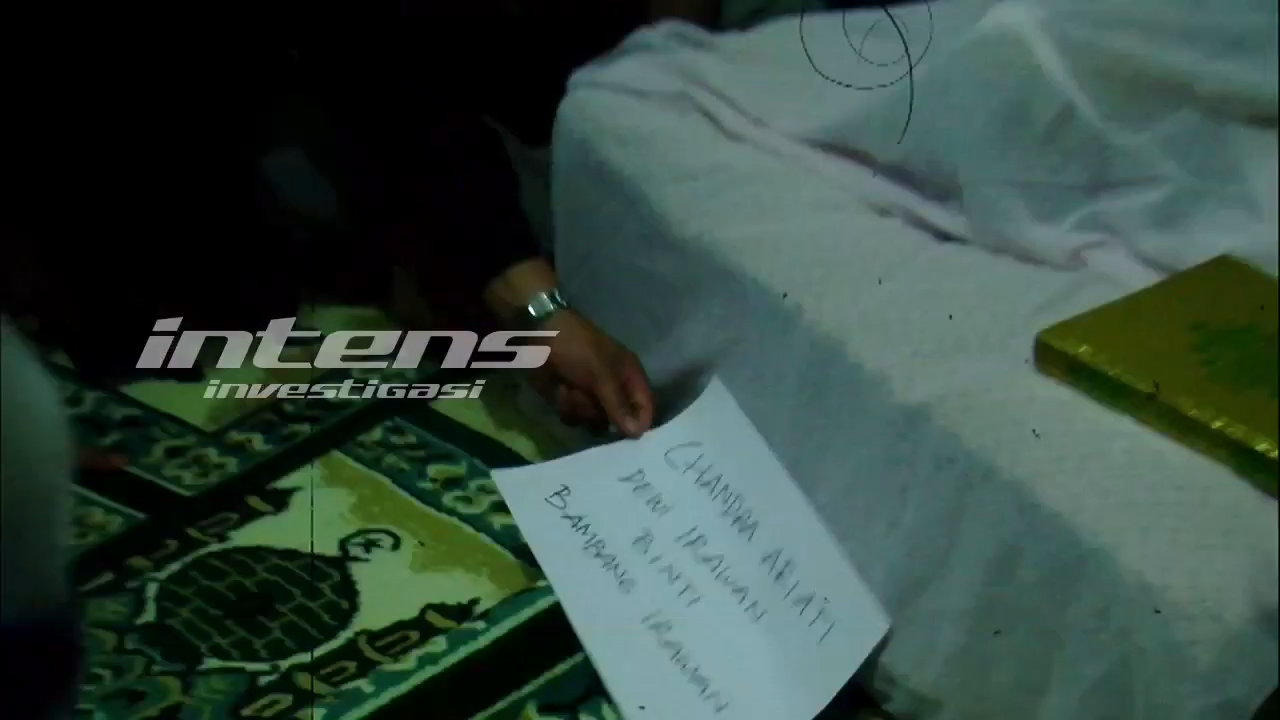 intens
investigasi
CHANDRA ARIATI
DEWI IRAWAN
BINTI
BAMBANG IRAWAN